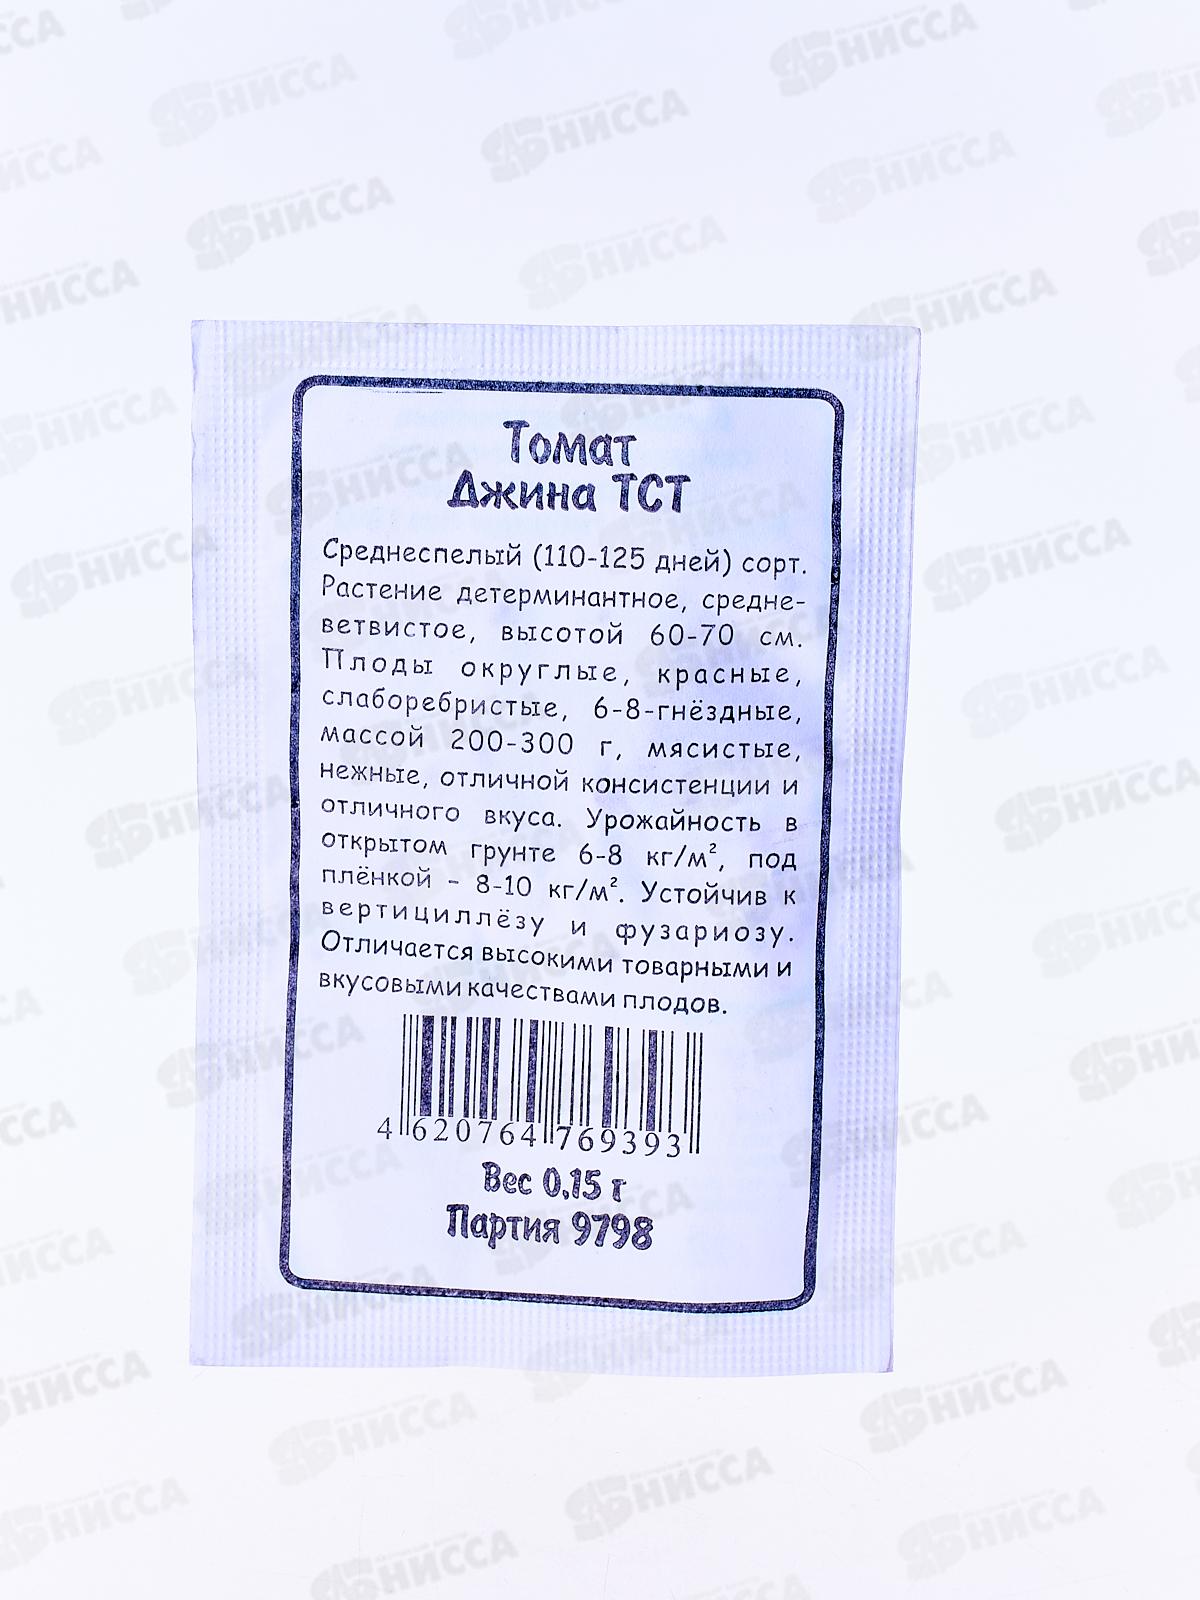 Томат
Джина ТСТ
Среднеспелый (110-125 дней) сорт.
Растение детерминантное, средне-
ветвистое, высотой 60-70 см.
Плоды округлые, красные,
слаборебристые, 6-8-гнёздные,
массой 200-300 г, мясистые,
нежные, отличной консистенции и
отличного вкуса. Урожайность в
открытом грунте 6-8 кг/м², под
плёнкой - 8-10 кг/м². Устойчив к
вертициллёзу и фузариозу.
Отличается высокими товарными и
вкусовыми качествами плодов.
4 620764 769393
Вес 0,15 г
Партия 9798
НИССА